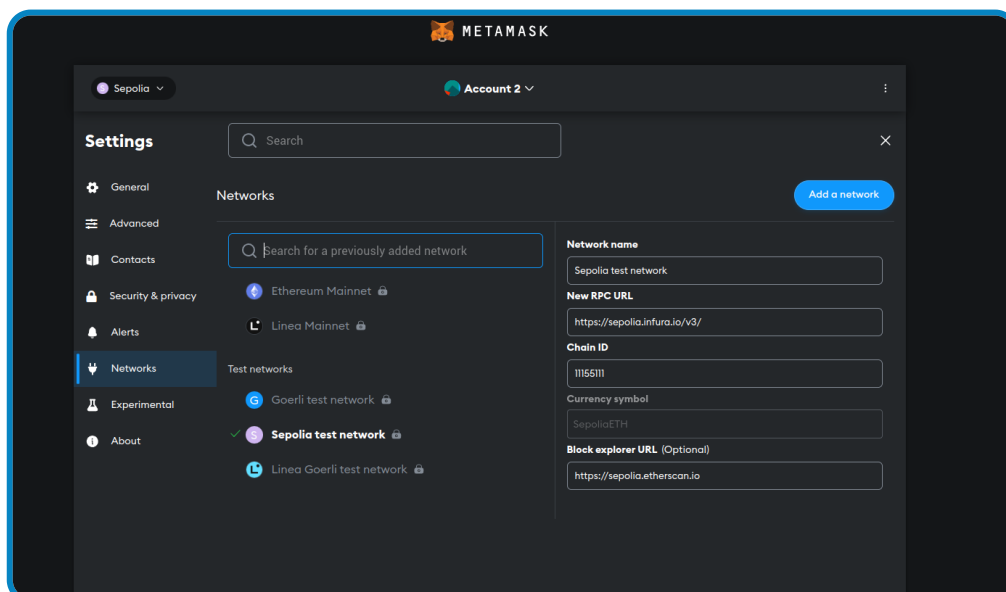 METAMASK
Sepolia
Account 2
Settings
Search
General
Advanced
Contacts
Security & privacy
Alerts
Networks
Experimental
About
Networks
Add a network
Search for a previously added network
Ethereum Mainnet
Linea Mainnet
Test networks
Goerli test network
Sepolia test network
Linea Goerli test network
Network name
Sepolia test network
New RPC URL
https://sepolia.infura.io/v3/
Chain ID
11155111
Currency symbol
SepoliaETH
Block explorer URL (Optional)
https://sepolia.etherscan.io